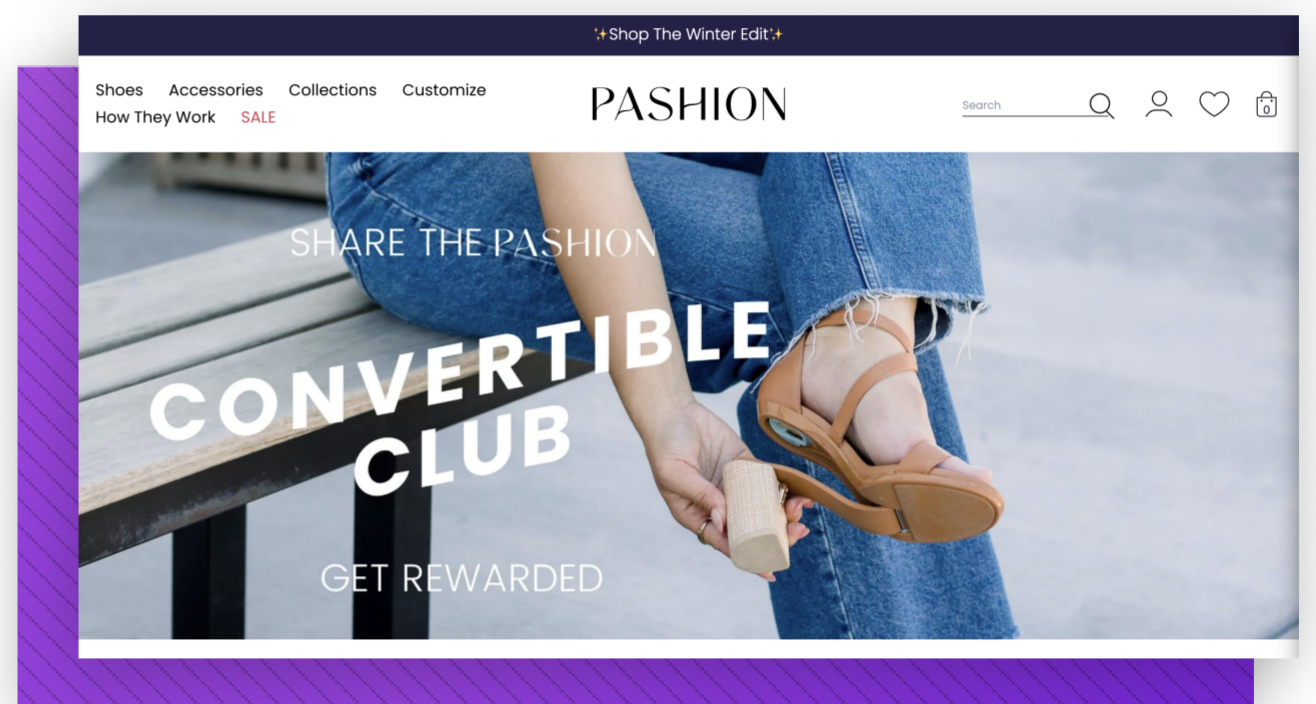 ✨Shop The Winter Edit✨
Shoes Accessories Collections Customize
How They Work SALE
PASHION
Search
0
SHARE THE PASHION
CONVERTIBLE
CLUB
GET REWARDED